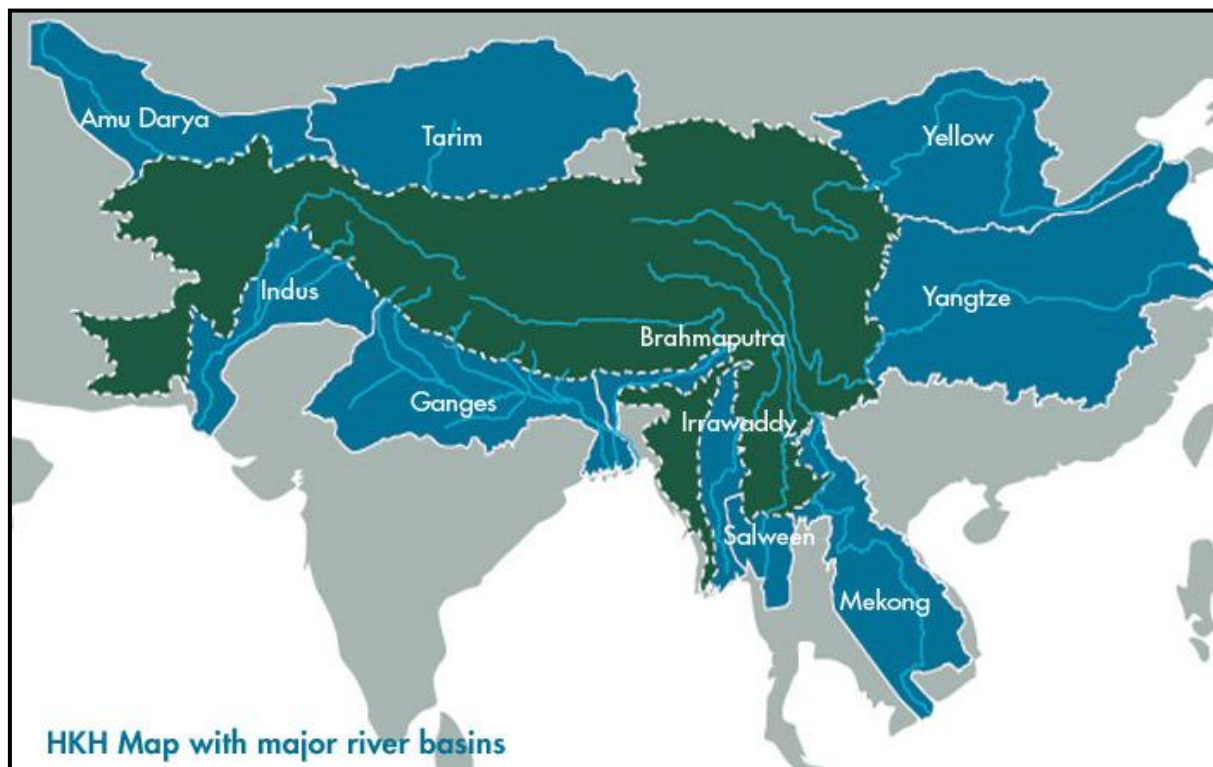 Amu Darya
Tarim
Yellow
Indus
Yangtze
Brahmaputra
Ganges
Irrawaddy
Salween
Mekong
HKH Map with major river basins